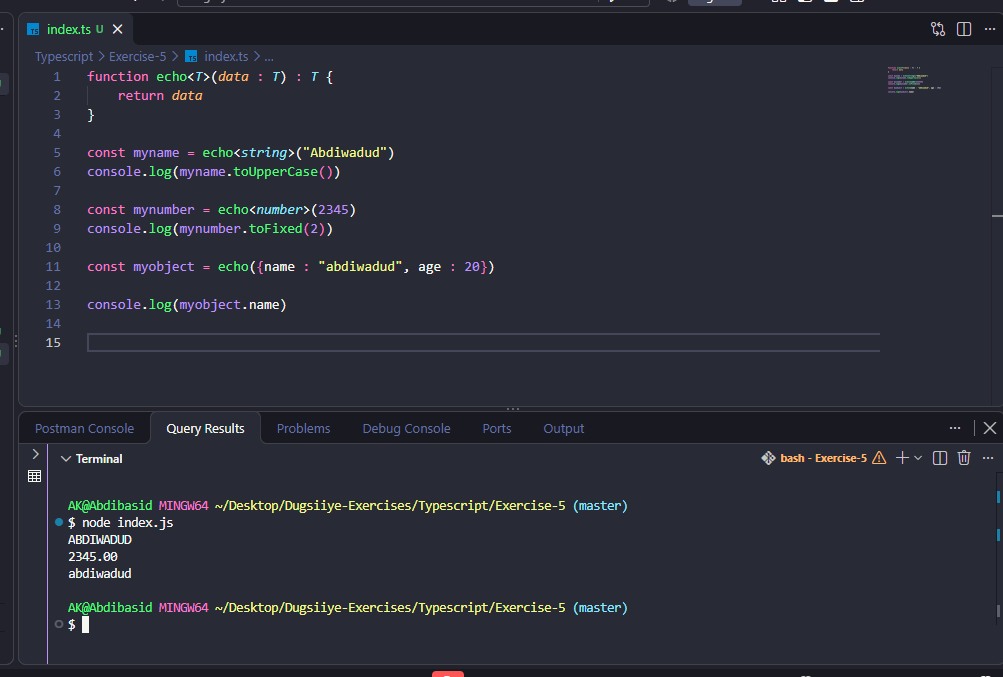 index.ts U
Typescript > Exercise-5 > index.ts > ...
1 function echo<T>(data : T) : T {
2 return data
3 }
4
5 const myname = echo<string>("Abdiwadud")
6 console.log(myname.toUpperCase())
7
8 const mynumber = echo<number>(2345)
9 console.log(mynumber.toFixed(2))
10
11 const myobject = echo({name : "abdiwadud", age : 20})
12
13 console.log(myobject.name)
14
15
Postman Console Query Results Problems Debug Console Ports Output
Terminal
bash - Exercise-5
AK@Abdibasid MINGW64 ~/Desktop/Dugsiiye-Exercises/Typescript/Exercise-5 (master)
$ node index.js
ABDIWADUD
2345.00
abdiwadud
AK@Abdibasid MINGW64 ~/Desktop/Dugsiiye-Exercises/Typescript/Exercise-5 (master)
$